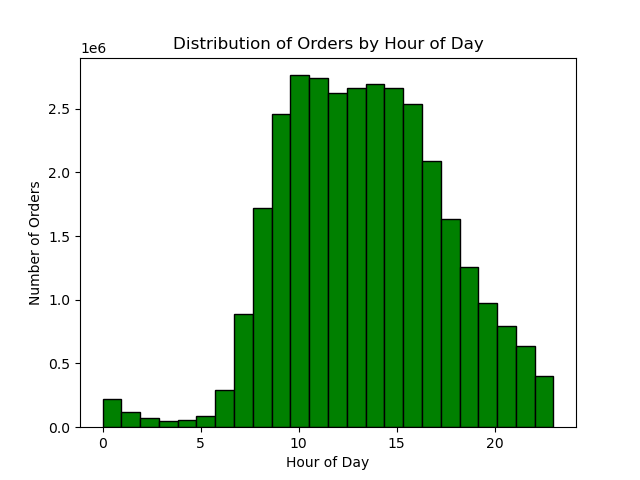 Distribution of Orders by Hour of Day
1e6
2.5
2.0
1.5
1.0
0.5
0.0
Number of Orders
0 5 10 15 20
Hour of Day